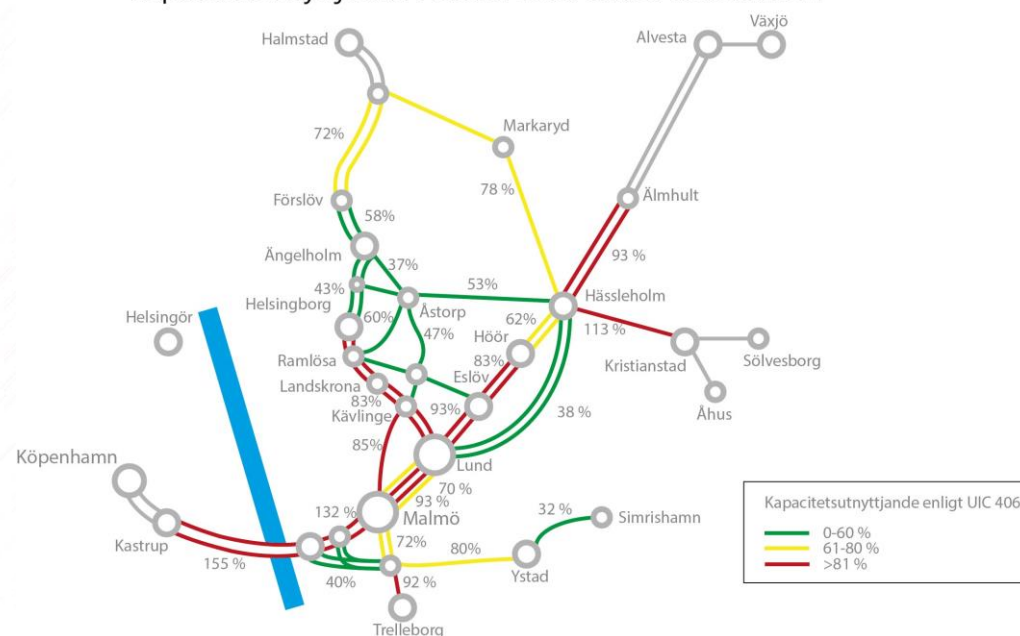 Halmstad
Växjö
Alvesta
72%
Markaryd
78 %
Förslöv
58%
Älmhult
Ängelholm
37%
93 %
43%
53%
Helsingborg
60%
Åstorp
Hässleholm
Helsingör
62%
113 %
47%
Höör
Ramlösa
83%
Kristianstad
Sölvesborg
Landskrona
Eslöv
83%
Kävlinge
93%
38 %
Åhus
85%
Köpenhamn
Lund
70 %
93 %
Kapacitetsutnyttjande enligt UIC 406
132 %
Malmö
32 %
Simrishamn
0-60 %
Kastrup
72%
80%
61-80 %
155 %
40%
92 %
Ystad
>81 %
Trelleborg